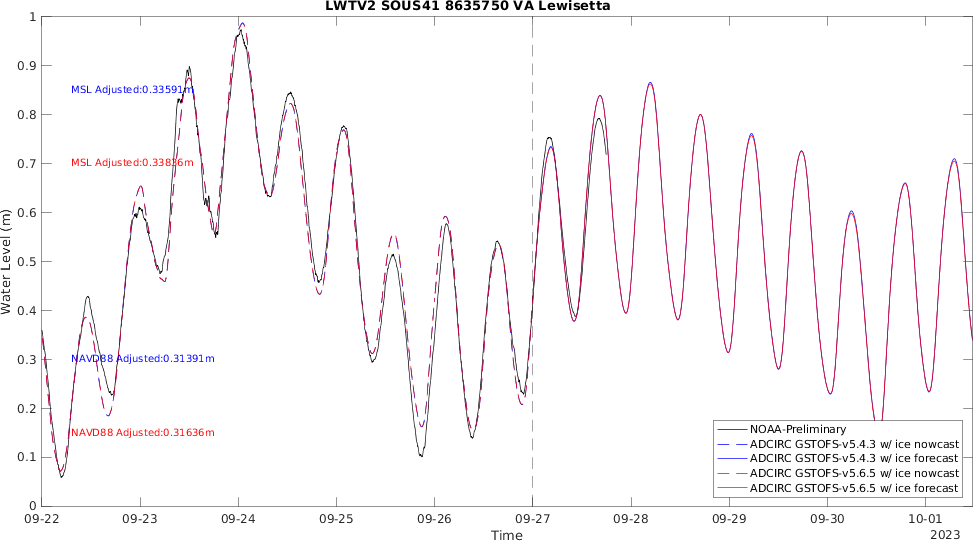 LWTV2 SOUS41 8635750 VA Lewisetta
1
0.9
0.8
0.7
0.6
0.5
0.4
0.3
0.2
0.1
0
Water Level (m)
MSL Adjusted:0.33591m
MSL Adjusted:0.33836m
NAVD88 Adjusted:0.31391m
NAVD88 Adjusted:0.31636m
NOAA-Preliminary
ADCIRC GSTOFS-v5.4.3 w/ ice nowcast
ADCIRC GSTOFS-v5.4.3 w/ ice forecast
ADCIRC GSTOFS-v5.6.5 w/ ice nowcast
ADCIRC GSTOFS-v5.6.5 w/ ice forecast
09-22 09-23 09-24 09-25 09-26 09-27 09-28 09-29 09-30 10-01
Time
2023